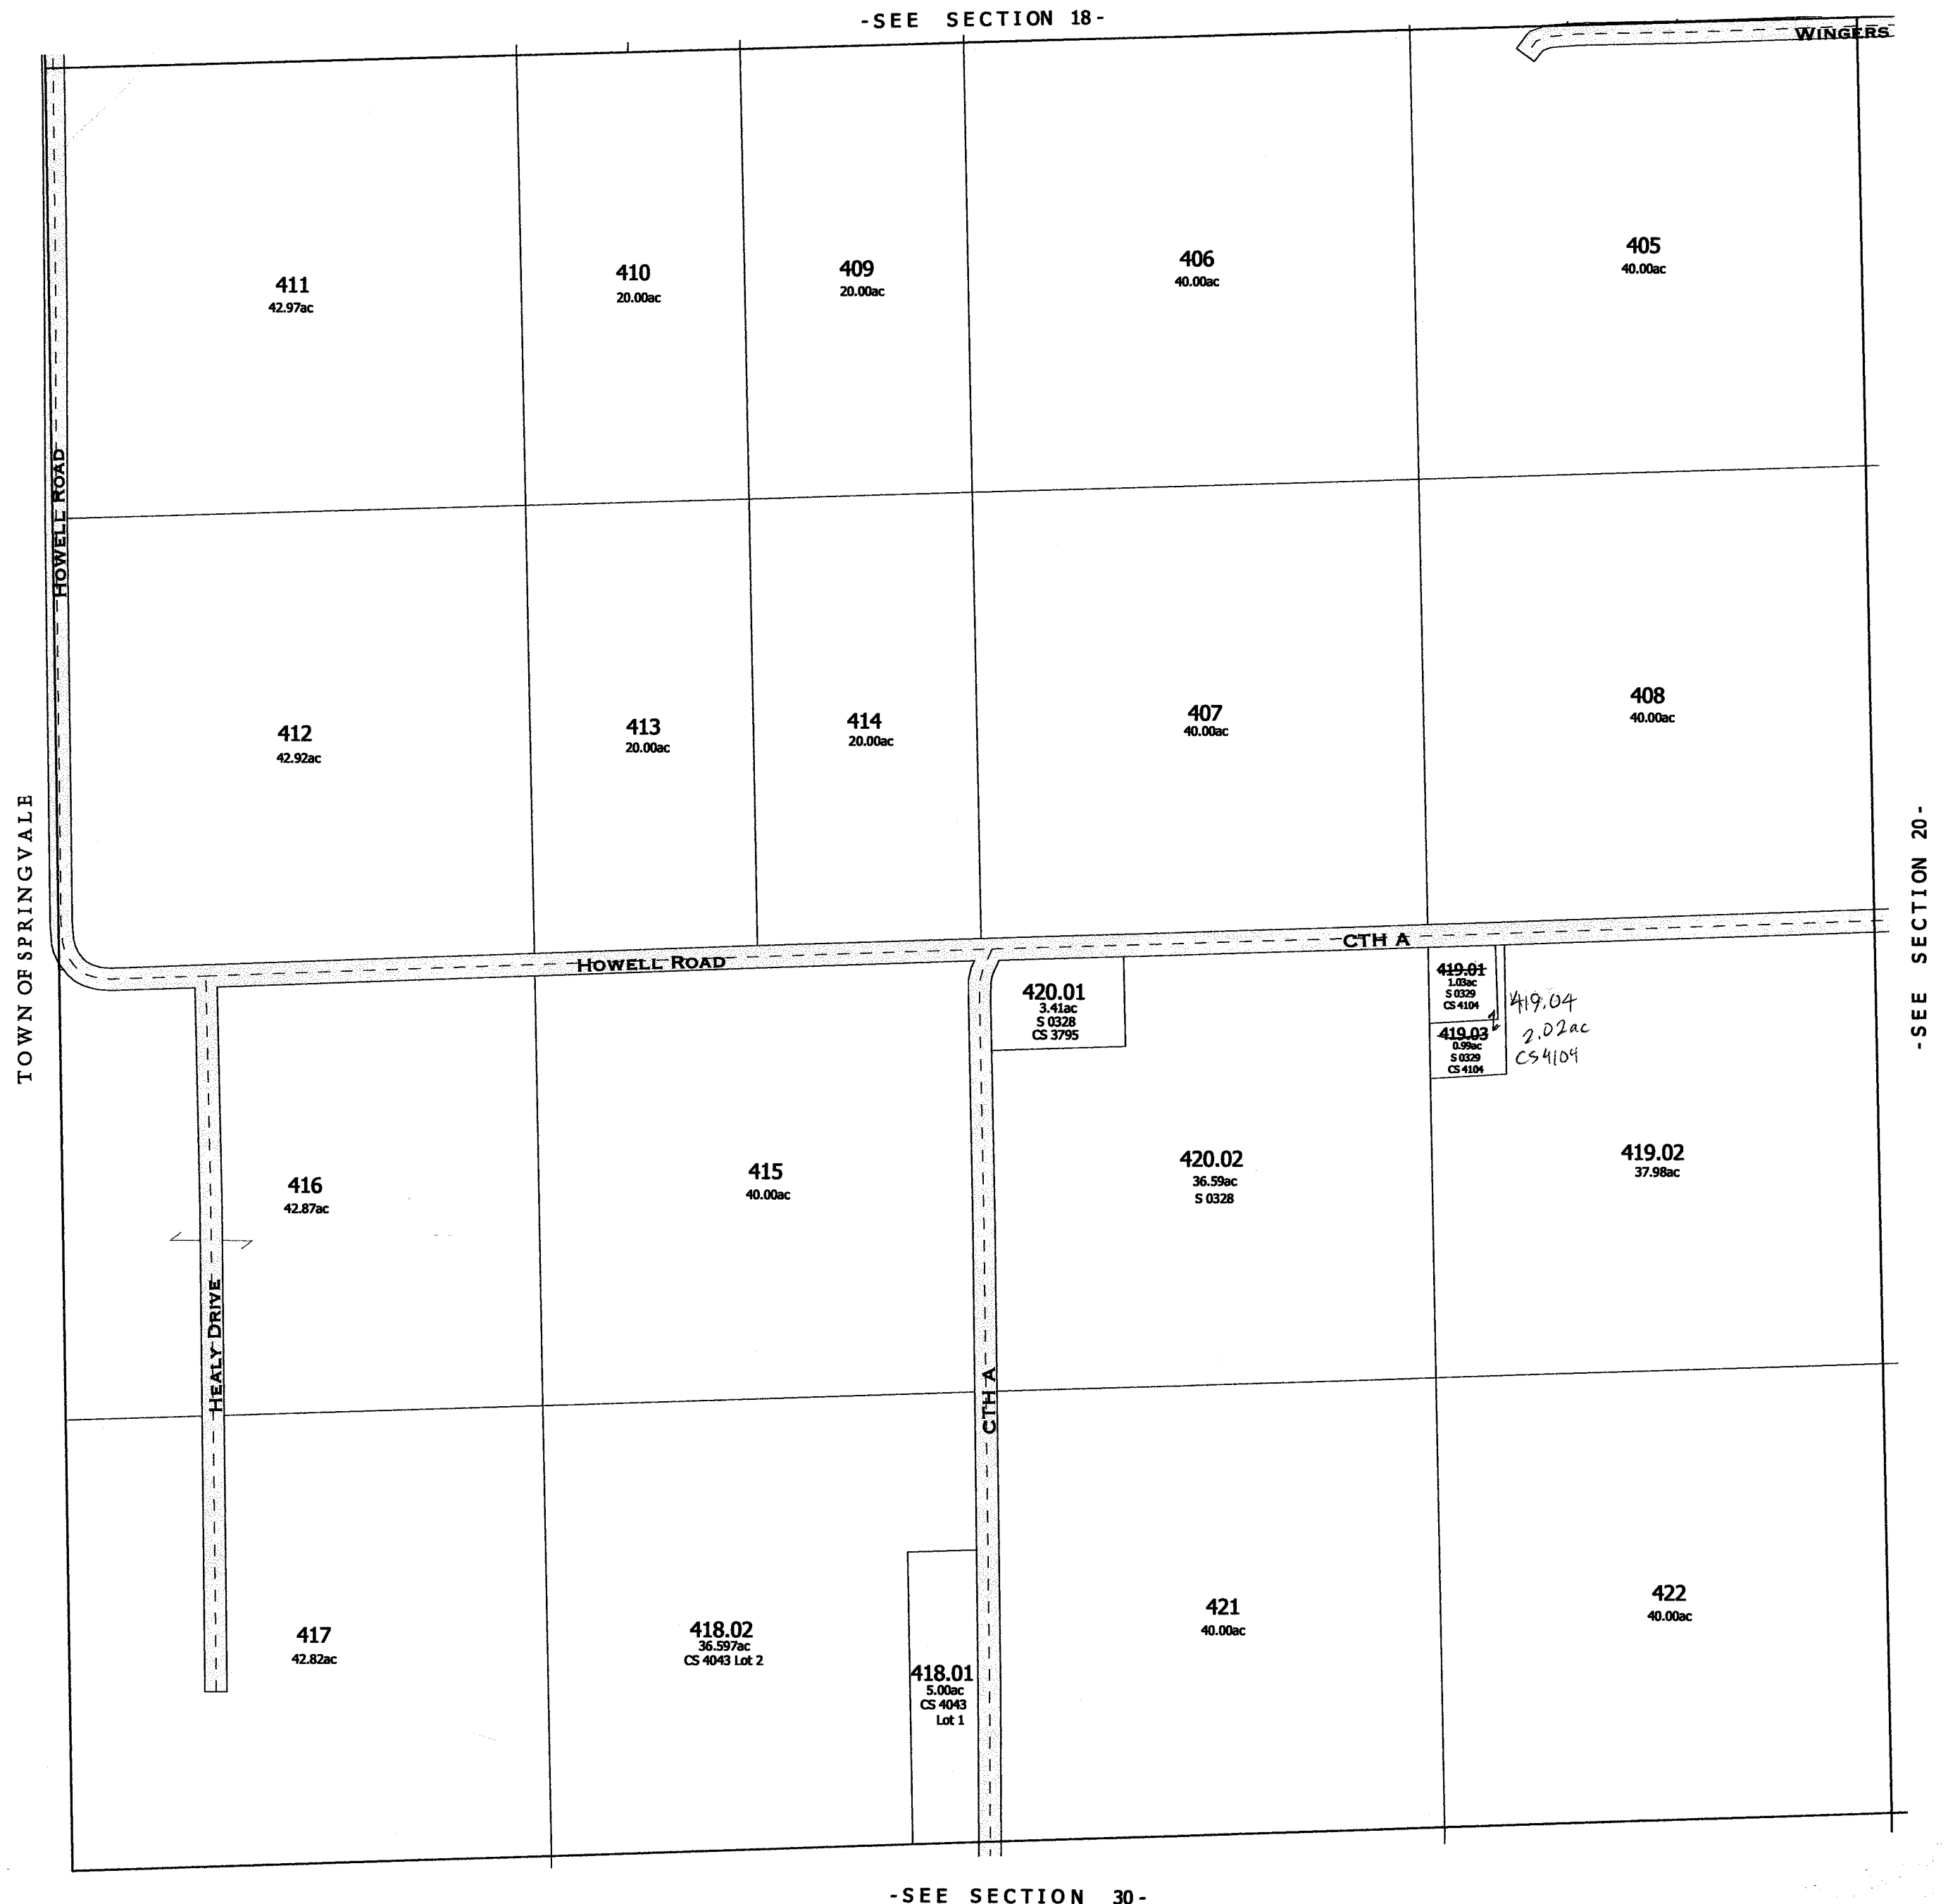 -SEE SECTION 18-
WINGERS
405
40.00ac
406
40.00ac
409
20.00ac
410
20.00ac
411
42.97ac
HOWELL ROAD
408
40.00ac
407
40.00ac
414
20.00ac
413
20.00ac
412
42.92ac
TOWN OF SPRINGVALE
-SEE SECTION 20-
HOWELL ROAD
CTH A
420.01
3.41ac
S 0328
CS 3795
419.01
1.03ac
S 0329
CS 4104
419.03
0.99ac
S 0329
CS 4104
419.04
2.02ac
CS4104
416
42.87ac
415
40.00ac
420.02
36.59ac
S 0328
419.02
37.98ac
HEALY DRIVE
CTH A
417
42.82ac
418.02
36.597ac
CS 4043 Lot 2
418.01
5.00ac
CS 4043
Lot 1
421
40.00ac
422
40.00ac
-SEE SECTION 30-